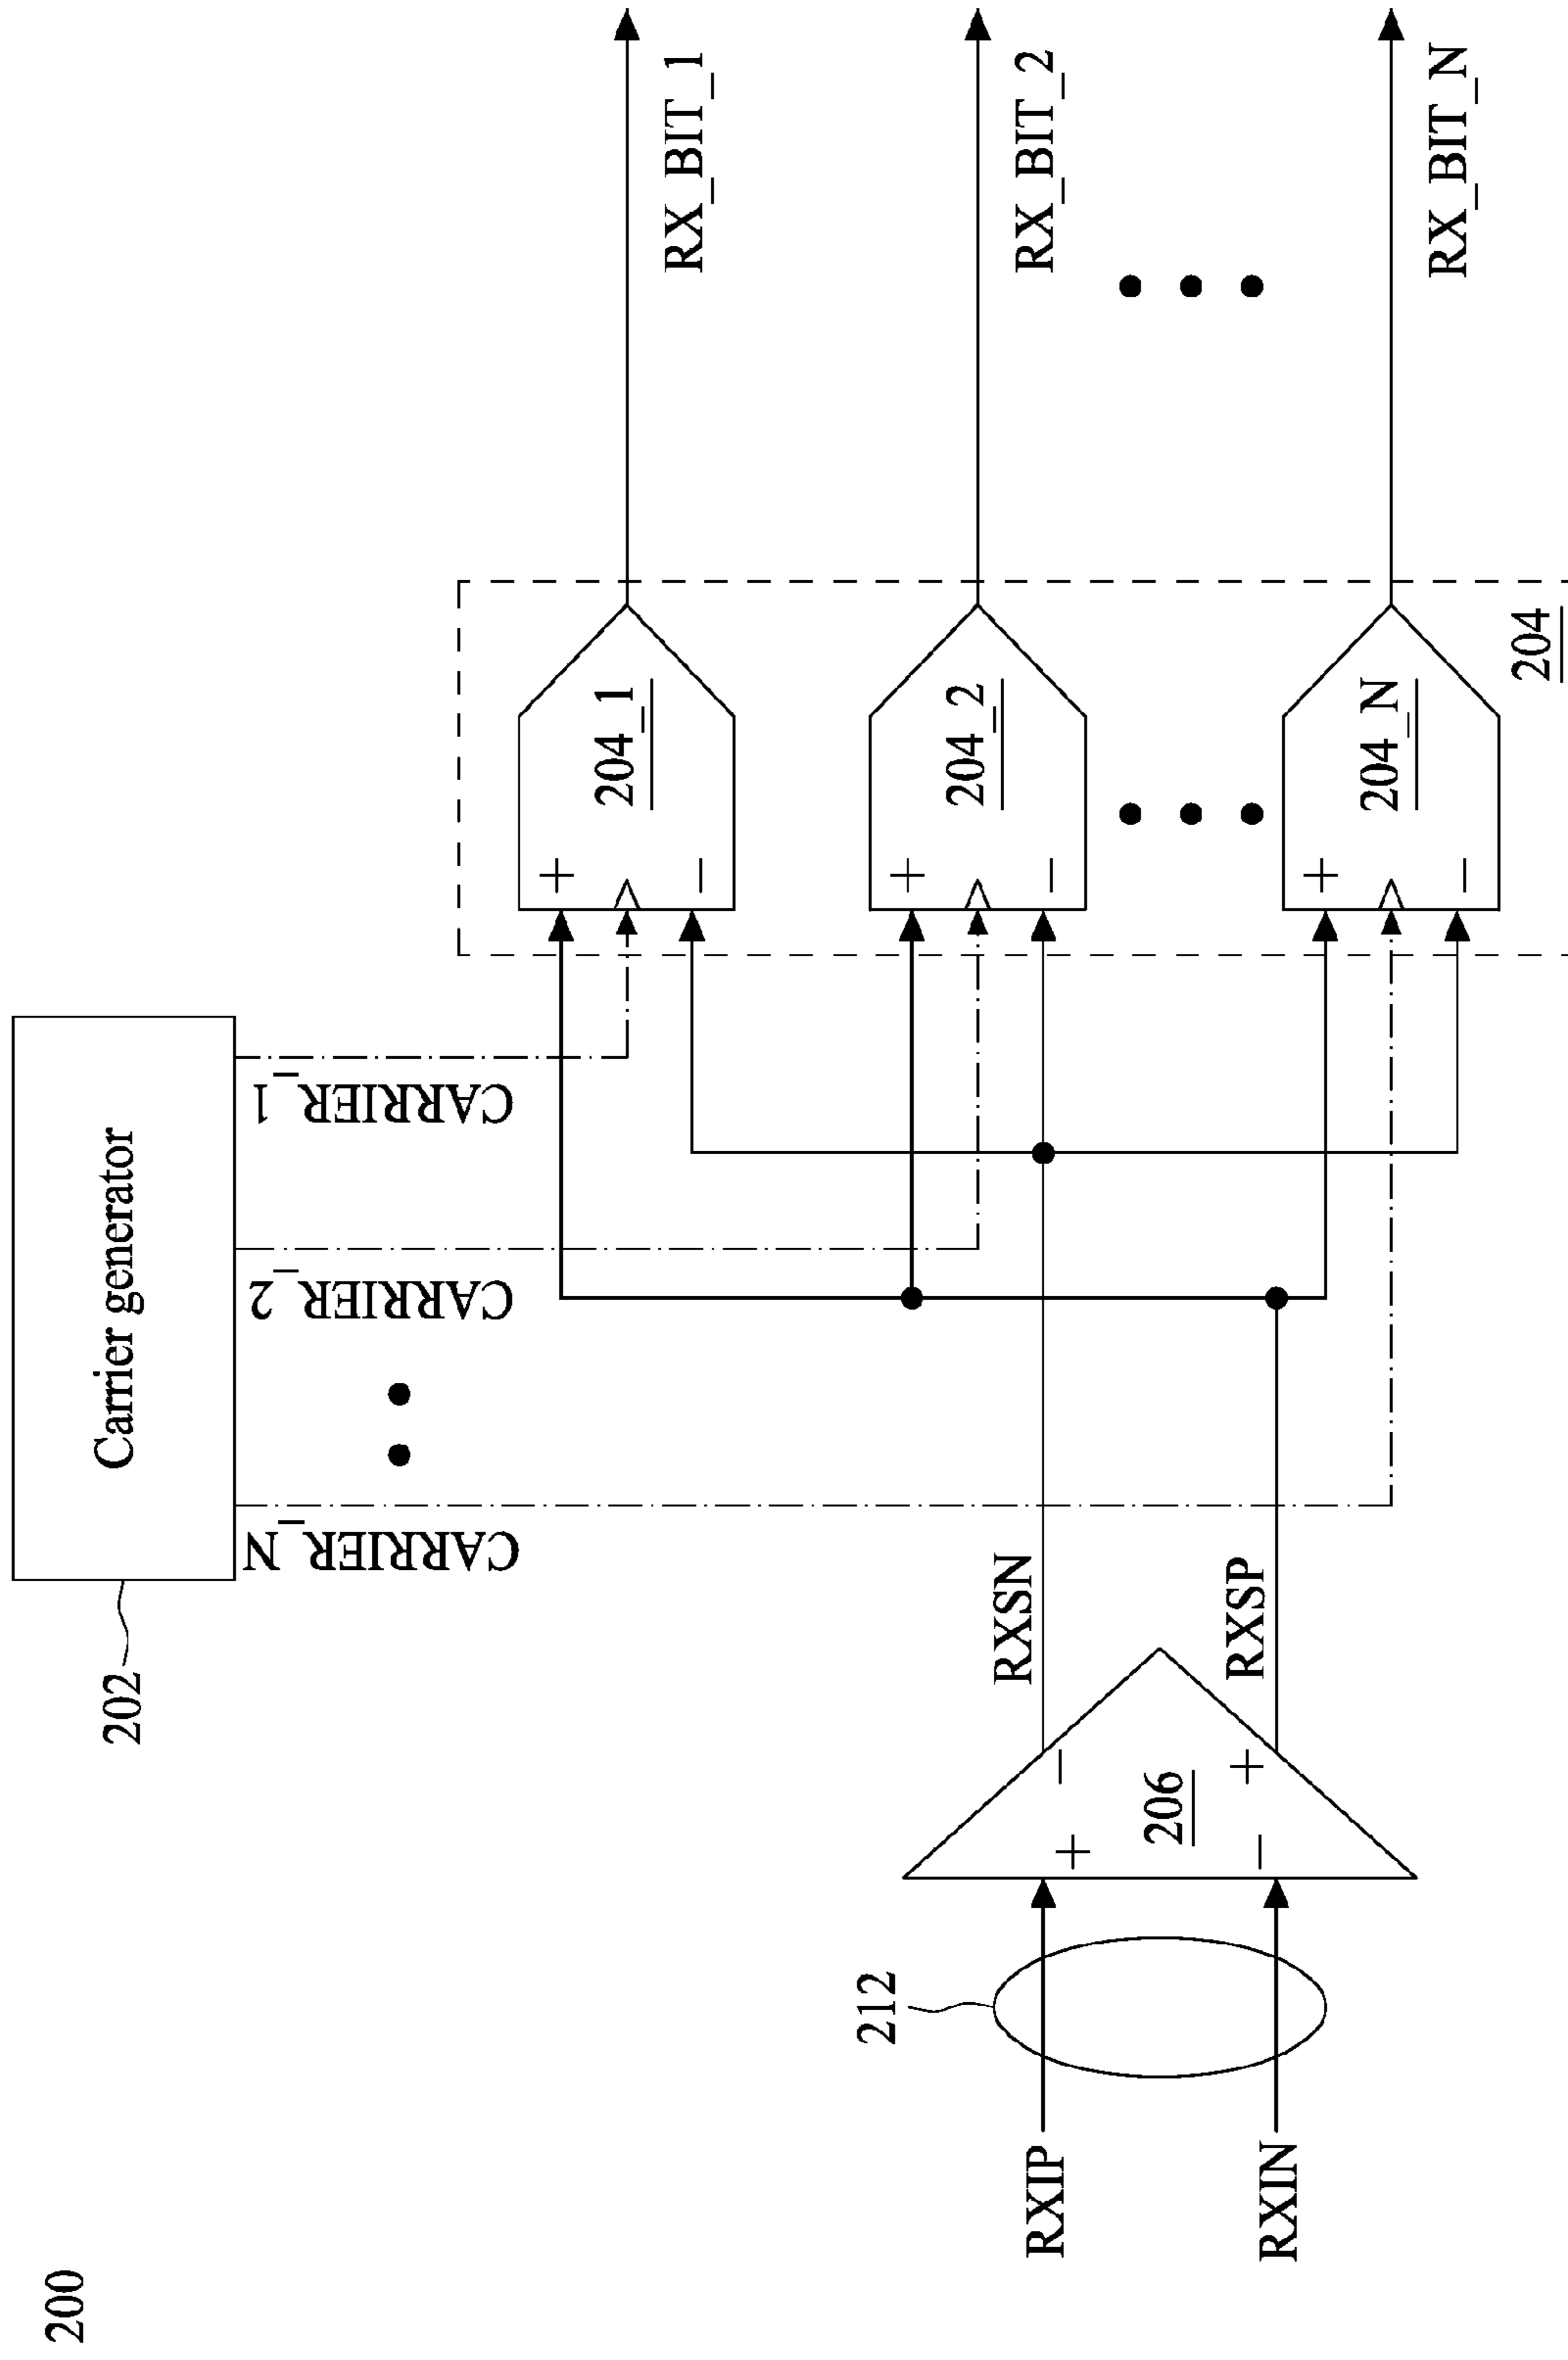 200
202
Carrier generator
CARRIER_1
CARRIER_2
CARRIER_N
RXIP
RXIN
212
+
−
206
−
+
RXSN
RXSP
+
204_1
−
+
204_2
−
+
204_N
−
204
RX_BIT_1
RX_BIT_2
RX_BIT_N